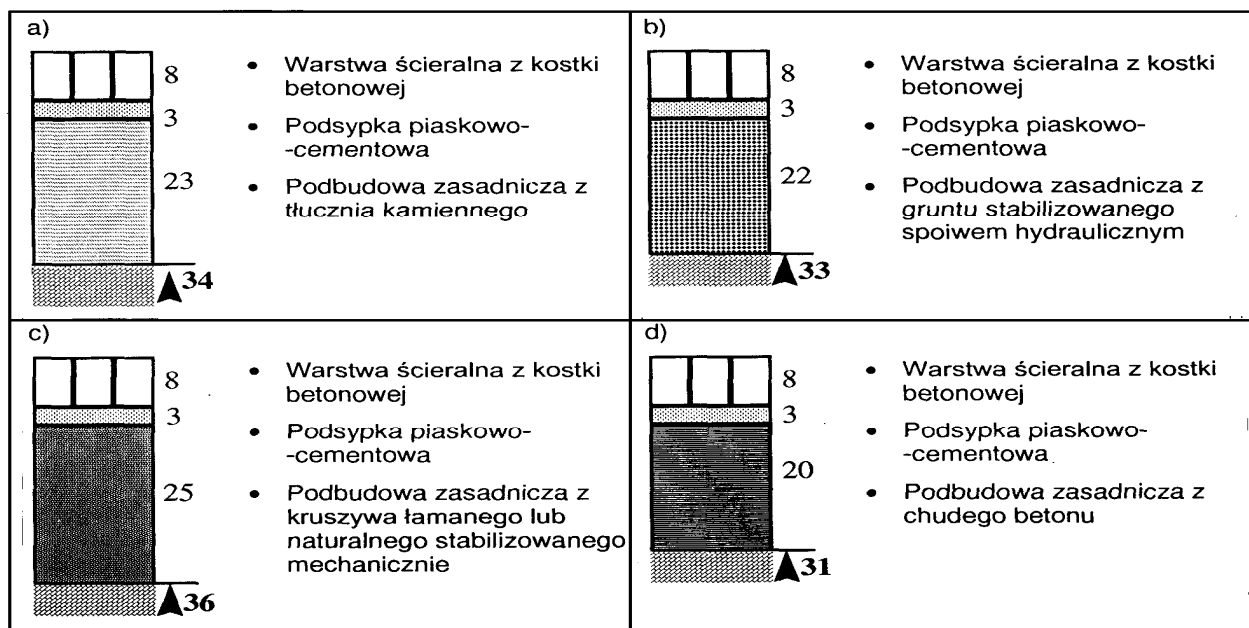 a)
8
3
23
34
• Warstwa ścieralna z kostki
betonowej
• Podsypka piaskowo-
-cementowa
• Podbudowa zasadnicza z
tłucznia kamiennego
b)
8
3
22
33
• Warstwa ścieralna z kostki
betonowej
• Podsypka piaskowo-
-cementowa
• Podbudowa zasadnicza z
gruntu stabilizowanego
spoiwem hydraulicznym
c)
8
3
25
36
• Warstwa ścieralna z kostki
betonowej
• Podsypka piaskowo-
-cementowa
• Podbudowa zasadnicza z
kruszywa łamanego lub
naturalnego stabilizowanego
mechanicznie
d)
8
3
20
31
• Warstwa ścieralna z kostki
betonowej
• Podsypka piaskowo-
-cementowa
• Podbudowa zasadnicza z
chudego betonu